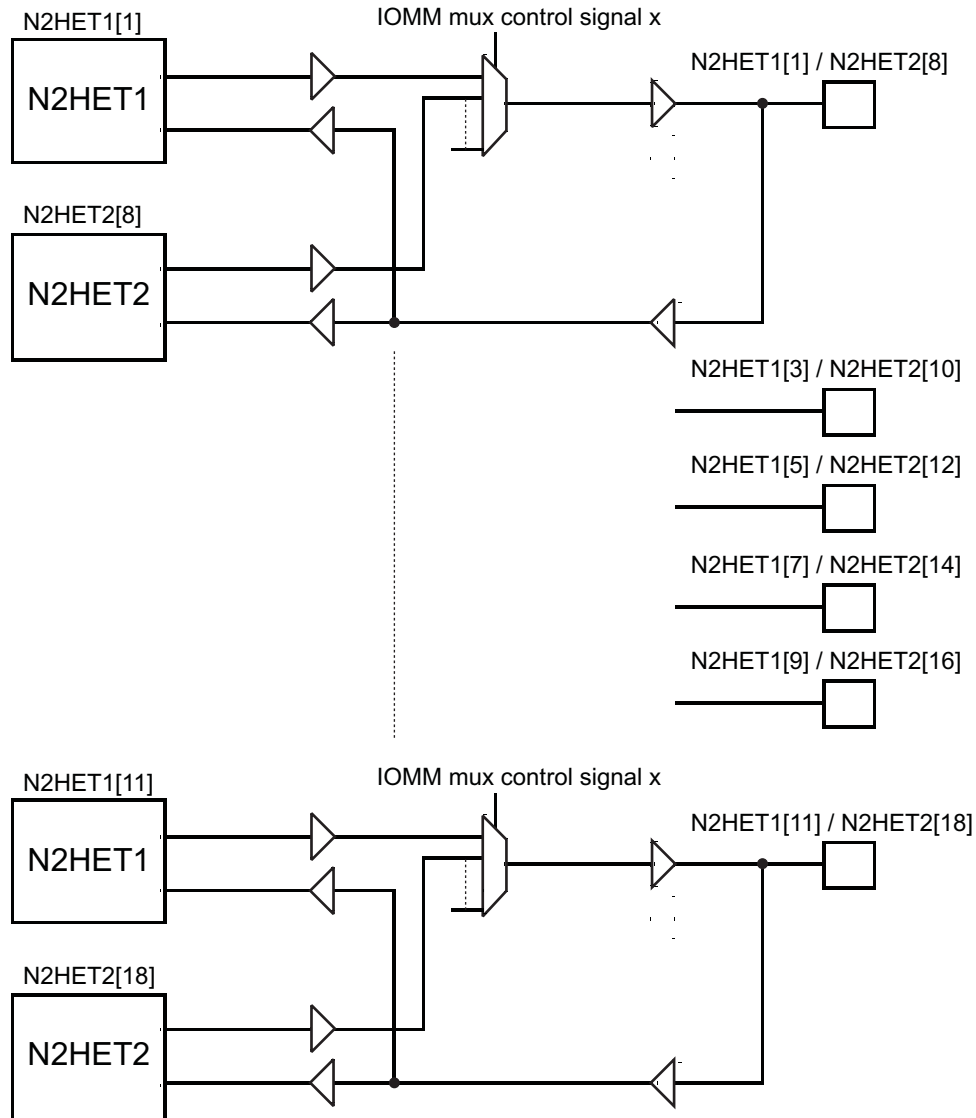 N2HET1[1]
IOMM mux control signal x
N2HET1
N2HET1[1] / N2HET2[8]
N2HET2[8]
N2HET2
N2HET1[3] / N2HET2[10]
N2HET1[5] / N2HET2[12]
N2HET1[7] / N2HET2[14]
N2HET1[9] / N2HET2[16]
N2HET1[11]
IOMM mux control signal x
N2HET1
N2HET1[11] / N2HET2[18]
N2HET2[18]
N2HET2